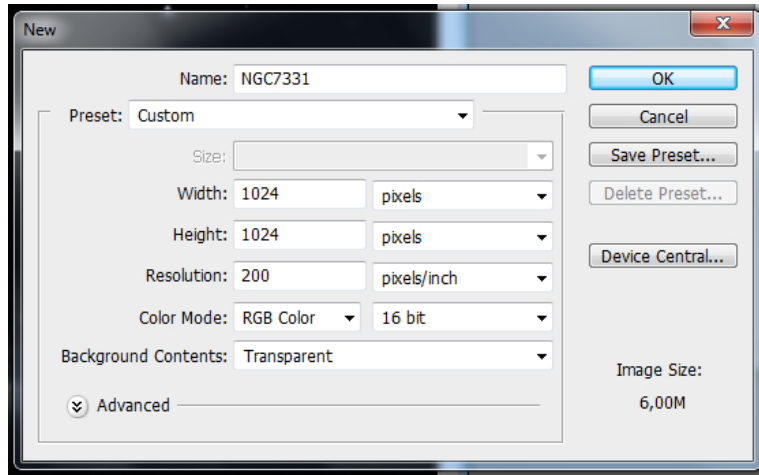 New
Name: NGC7331
OK
Preset: Custom
Cancel
Size:
Save Preset...
Width: 1024 pixels
Delete Preset...
Height: 1024 pixels
Device Central...
Resolution: 200 pixels/inch
Color Mode: RGB Color 16 bit
Background Contents: Transparent
Image Size:
Advanced
6,00M